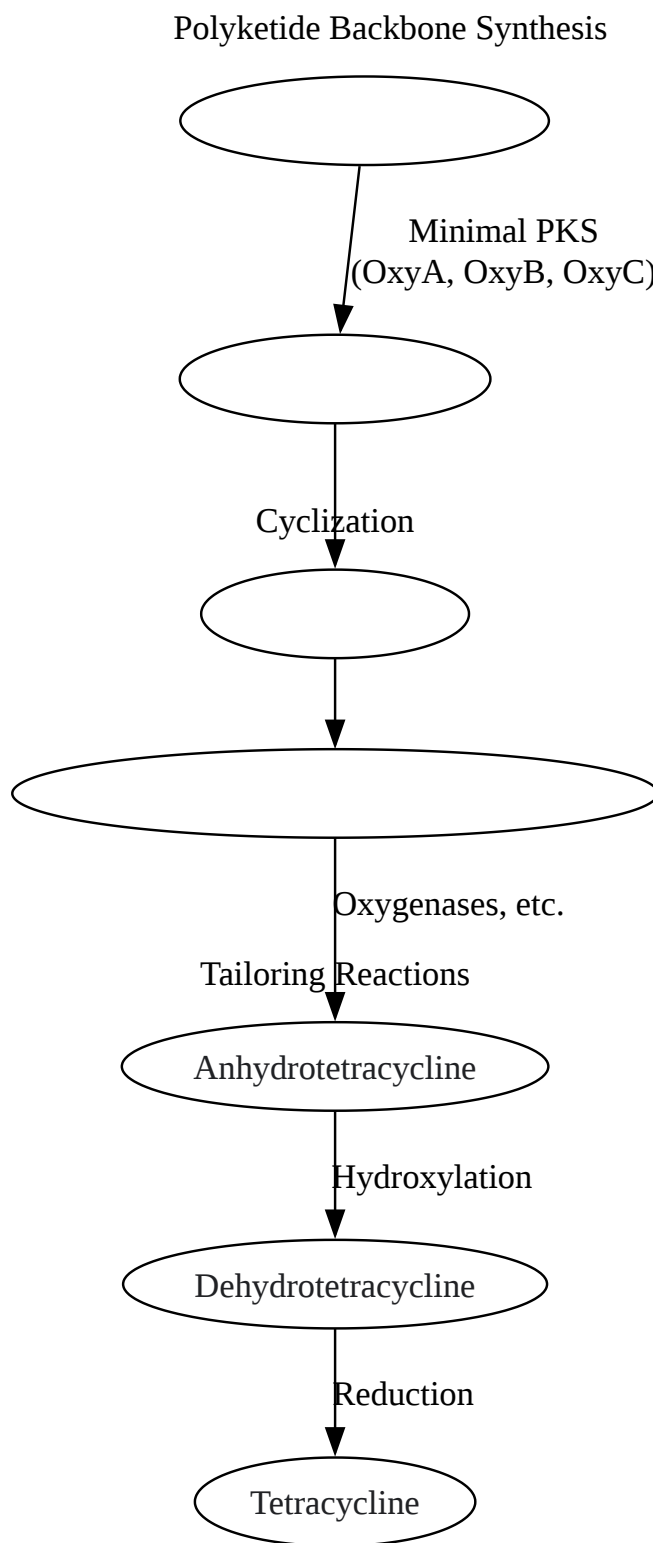 Polyketide Backbone Synthesis
Minimal PKS
(OxyA, OxyB, OxyC)
Cyclization
Oxygenases, etc.
Tailoring Reactions
Anhydrotetracycline
Hydroxylation
Dehydrotetracycline
Reduction
Tetracycline